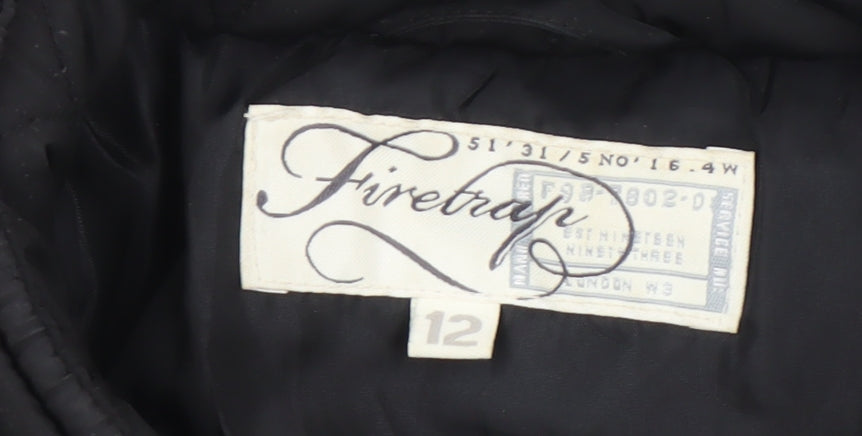 51'31/5 NO'16.4W
Firetrap
EST NINETEEN
NINETY THREE
LONDON W3
12